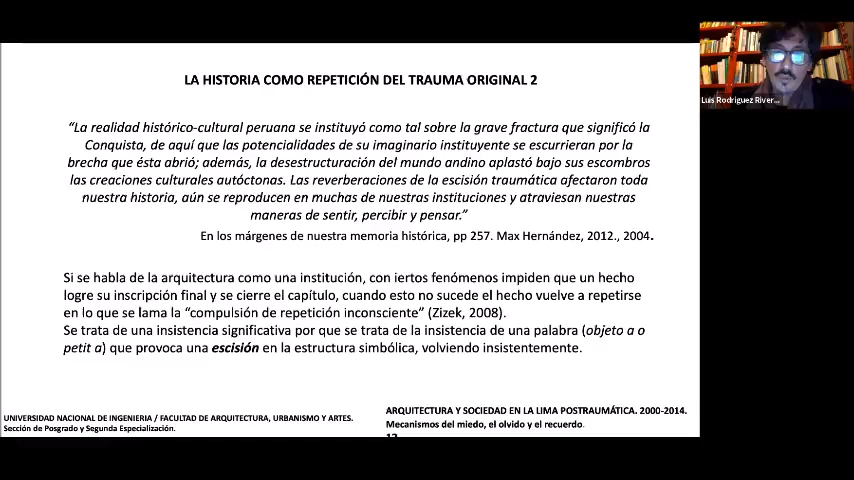 LA HISTORIA COMO REPETICIÓN DEL TRAUMA ORIGINAL 2
“La realidad histórico-cultural peruana se instituyó como tal sobre la grave fractura que significó la
Conquista, de aquí que las potencialidades de su imaginario instituyente se escurrieran por la
brecha que ésta abrió; además, la desestructuración del mundo andino aplastó bajo sus escombros
las creaciones culturales autóctonas. Las reverberaciones de la escisión traumática afectaron toda
nuestra historia, aún se reproducen en muchas de nuestras instituciones y atraviesan nuestras
maneras de sentir, percibir y pensar.”
En los márgenes de nuestra memoria histórica, pp 257. Max Hernández, 2012., 2004.
Si se habla de la arquitectura como una institución, con iertos fenómenos impiden que un hecho
logre su inscripción final y se cierre el capítulo, cuando esto no sucede el hecho vuelve a repetirse
en lo que se lama la “compulsión de repetición inconsciente” (Zizek, 2008).
Se trata de una insistencia significativa por que se trata de la insistencia de una palabra (objeto a o
petit a) que provoca una escisión en la estructura simbólica, volviendo insistentemente.
UNIVERSIDAD NACIONAL DE INGENIERIA / FACULTAD DE ARQUITECTURA, URBANISMO Y ARTES.
Sección de Posgrado y Segunda Especialización.
ARQUITECTURA Y SOCIEDAD EN LA LIMA POSTRAUMÁTICA. 2000-2014.
Mecanismos del miedo, el olvido y el recuerdo.
Luis Rodriguez River...